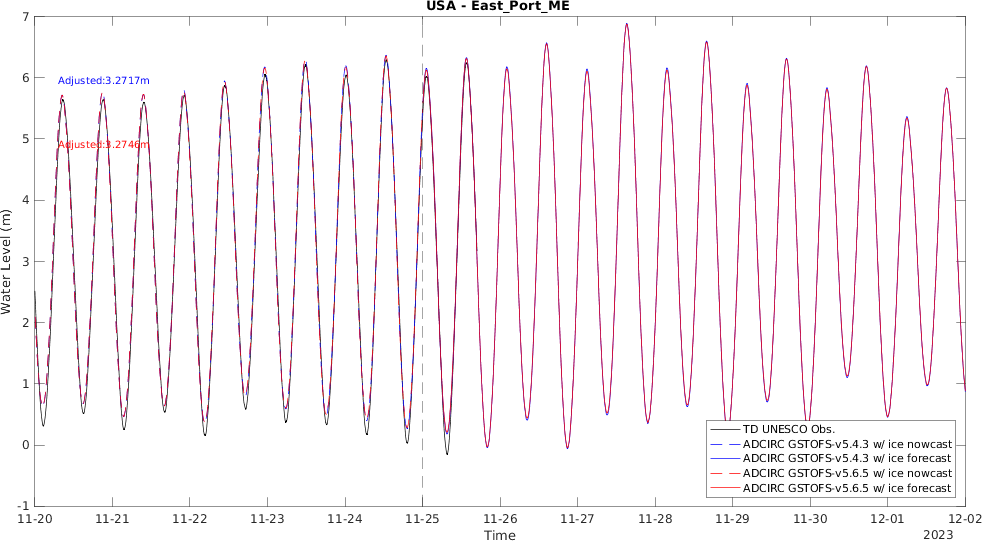 USA - East_Port_ME
7
6
5
4
3
2
1
0
-1
Water Level (m)
Adjusted:3.2717m
Adjusted:3.2746m
TD UNESCO Obs.
ADCIRC GSTOFS-v5.4.3 w/ ice nowcast
ADCIRC GSTOFS-v5.4.3 w/ ice forecast
ADCIRC GSTOFS-v5.6.5 w/ ice nowcast
ADCIRC GSTOFS-v5.6.5 w/ ice forecast
11-20 11-21 11-22 11-23 11-24 11-25 11-26 11-27 11-28 11-29 11-30 12-01 12-02
Time
2023